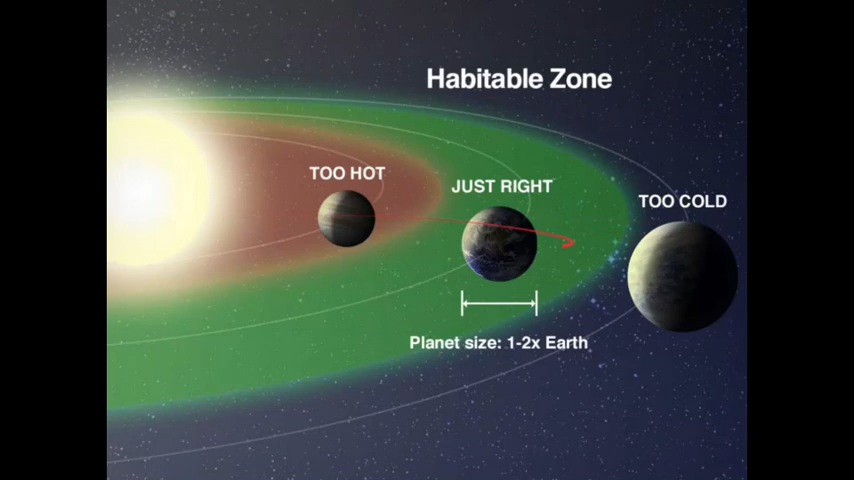 Habitable Zone
TOO HOT
JUST RIGHT
TOO COLD
Planet size: 1-2x Earth